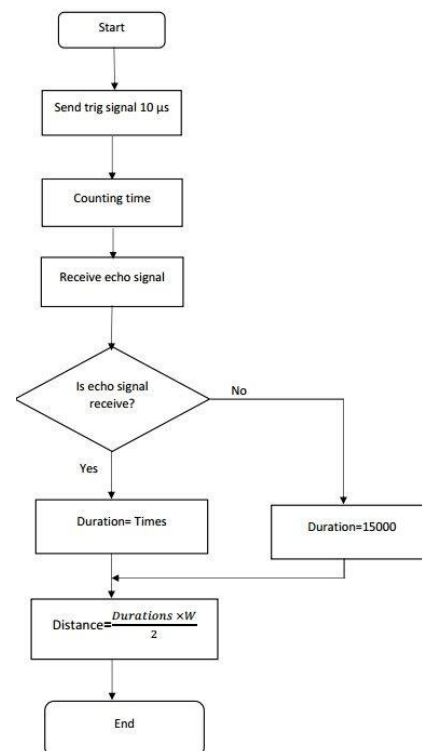 Start
Send trig signal 10 μs
Counting time
Receive echo signal
Is echo signal
receive?
No
Yes
Duration= Times
Duration=15000
Distance=Durations ×W/2
End